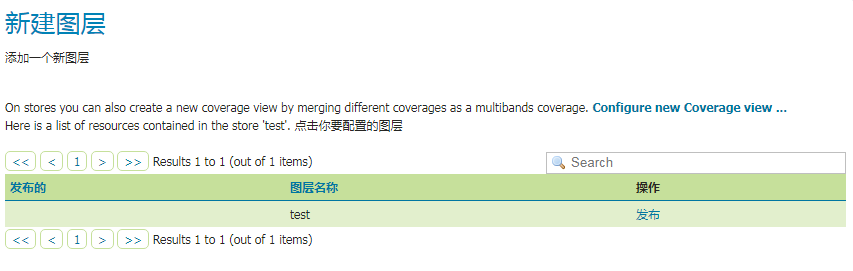 新建图层
添加一个新图层
On stores you can also create a new coverage view by merging different coverages as a multibands coverage. Configure new Coverage view ...
Here is a list of resources contained in the store 'test'. 点击你要配置的图层
<< < 1 > >> Results 1 to 1 (out of 1 items) Search
发布的 图层名称 操作
test 发布
<< < 1 > >> Results 1 to 1 (out of 1 items)